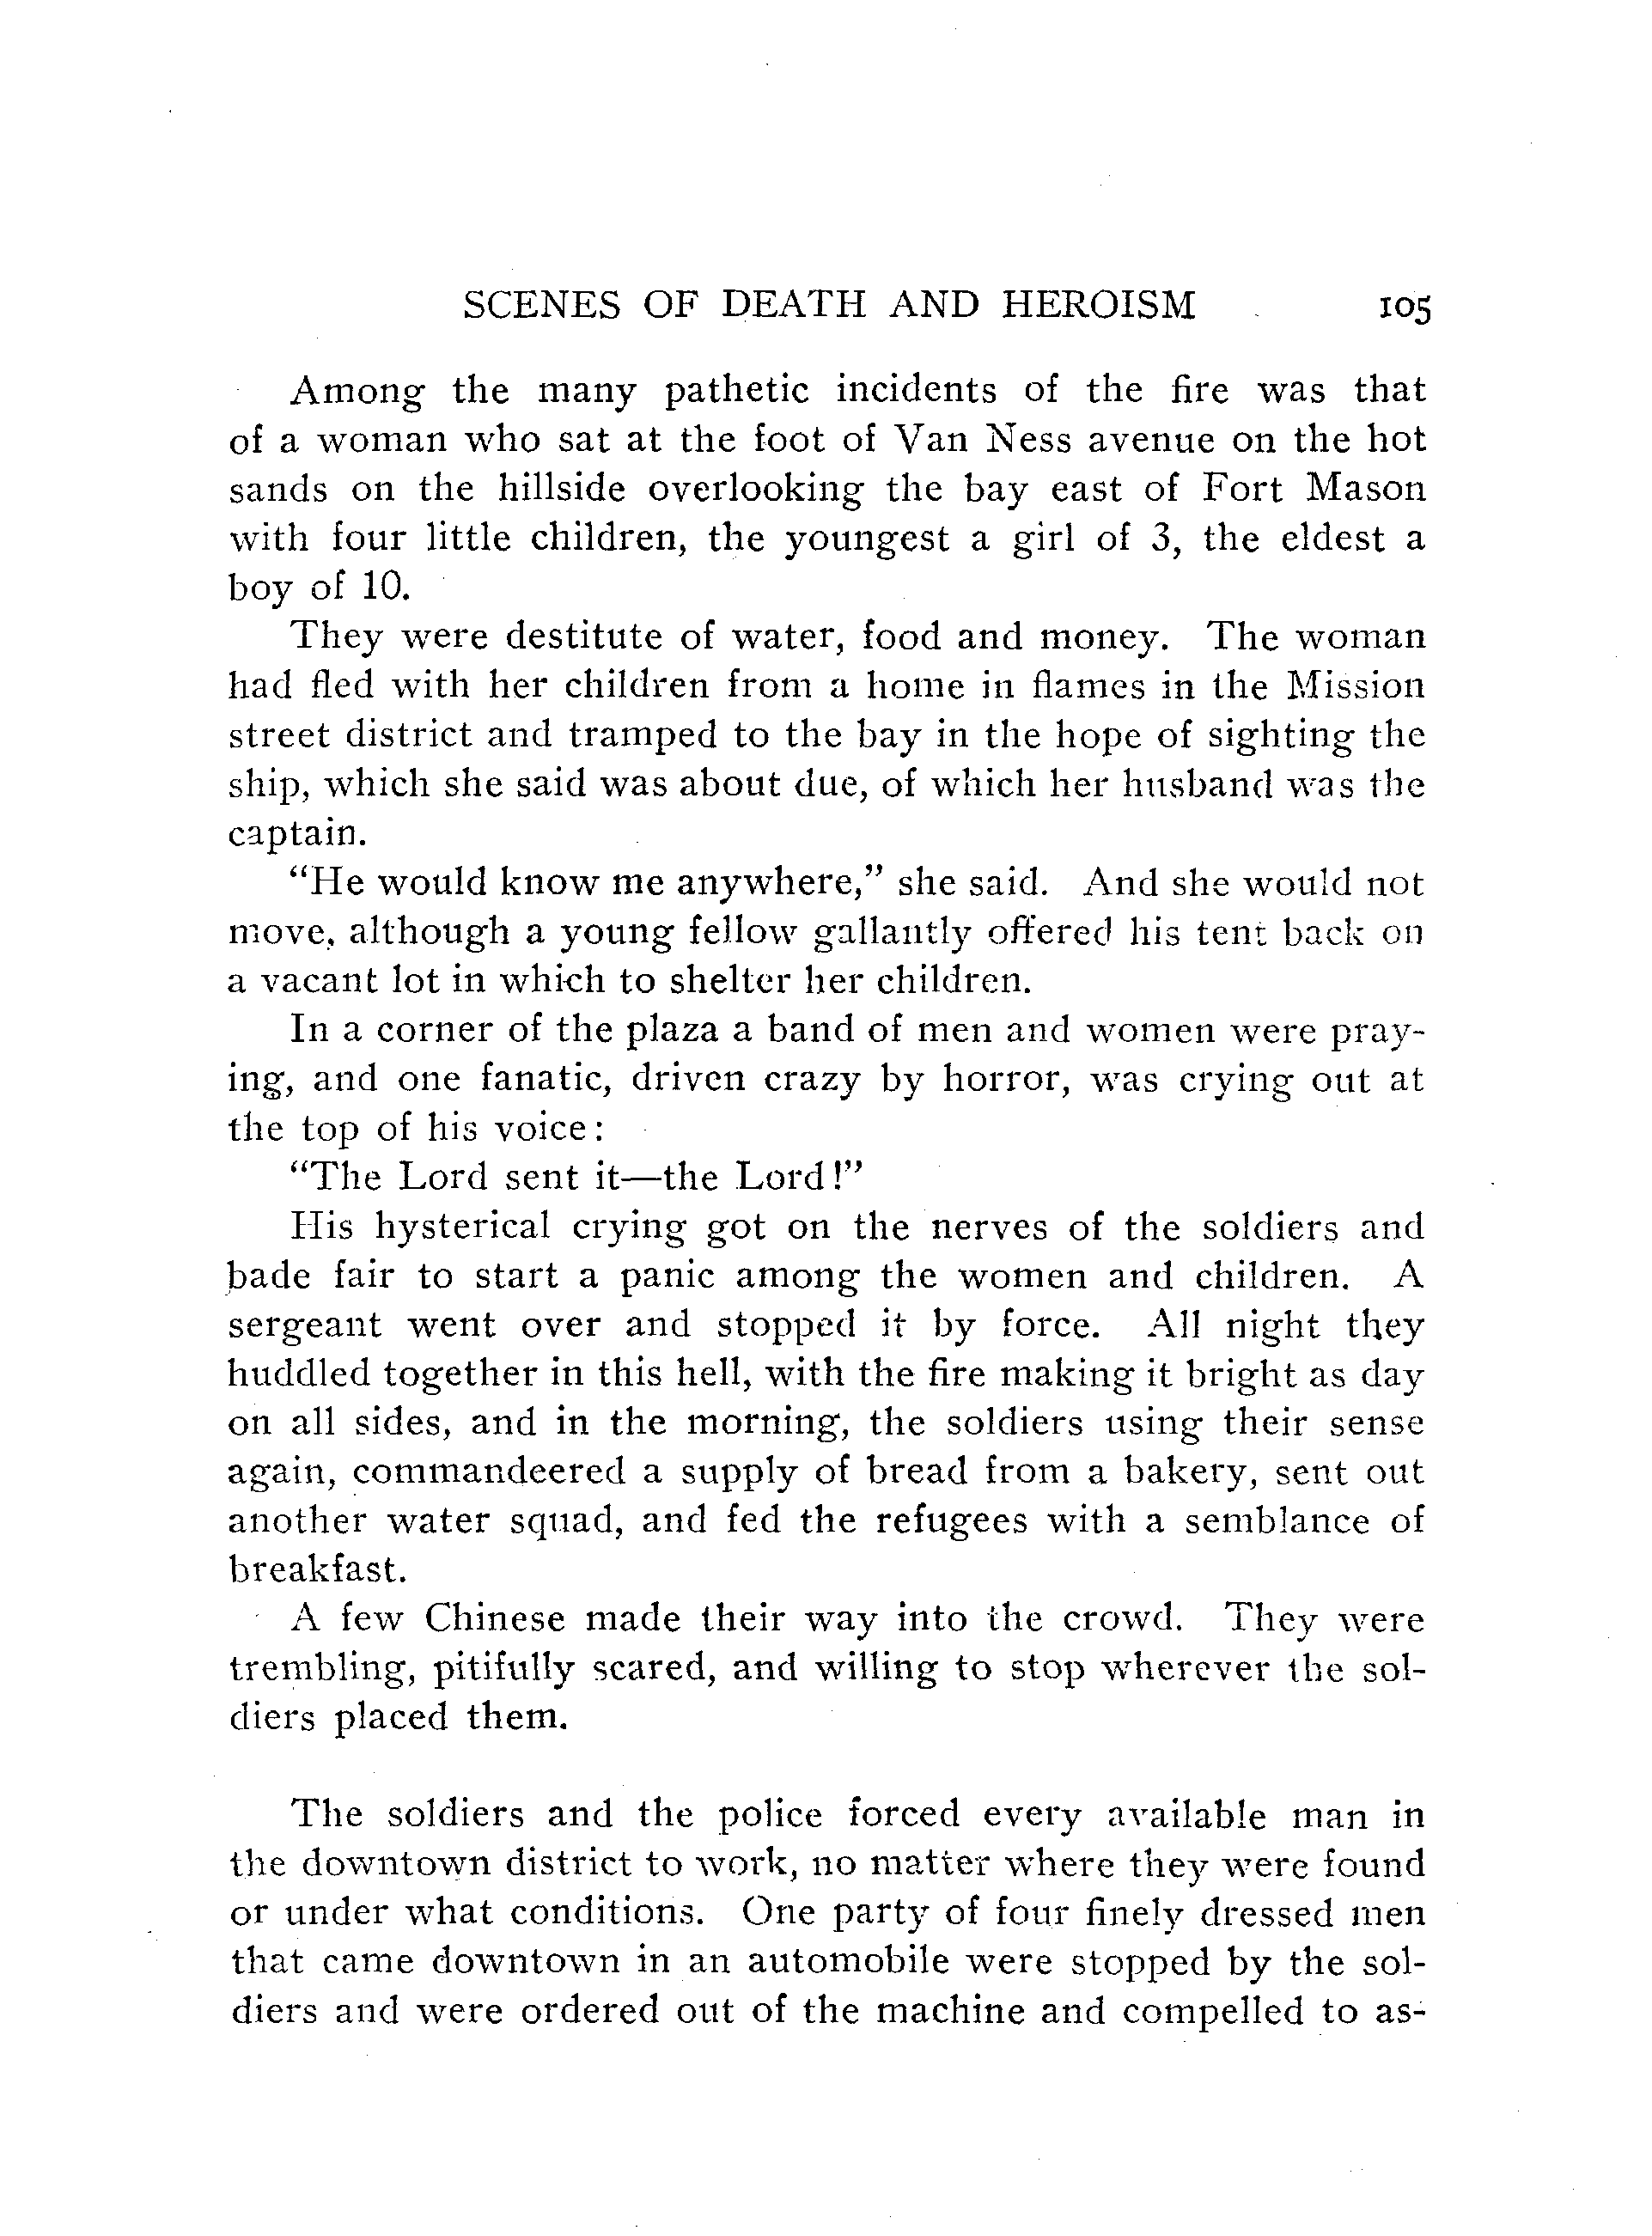 SCENES OF DEATH AND HEROISM 105
Among the many pathetic incidents of the fire was that
of a woman who sat at the foot of Van Ness avenue on the hot
sands on the hillside overlooking the bay east of Fort Mason
with four little children, the youngest a girl of 3, the eldest a
boy of 10.
They were destitute of water, food and money. The woman
had fled with her children from a home in flames in the Mission
street district and tramped to the bay in the hope of sighting the
ship, which she said was about due, of which her husband was the
captain.
“He would know me anywhere,” she said. And she would not
move, although a young fellow gallantly offered his tent back on
a vacant lot in which to shelter her children.
In a corner of the plaza a band of men and women were pray-
ing, and one fanatic, driven crazy by horror, was crying out at
the top of his voice:
“The Lord sent it—the Lord!”
His hysterical crying got on the nerves of the soldiers and
bade fair to start a panic among the women and children. A
sergeant went over and stopped it by force. All night they
huddled together in this hell, with the fire making it bright as day
on all sides, and in the morning, the soldiers using their sense
again, commandeered a supply of bread from a bakery, sent out
another water squad, and fed the refugees with a semblance of
breakfast.
A few Chinese made their way into the crowd. They were
trembling, pitifully scared, and willing to stop wherever the sol-
diers placed them.
The soldiers and the police forced every available man in
the downtown district to work, no matter where they were found
or under what conditions. One party of four finely dressed men
that came downtown in an automobile were stopped by the sol-
diers and were ordered out of the machine and compelled to as-